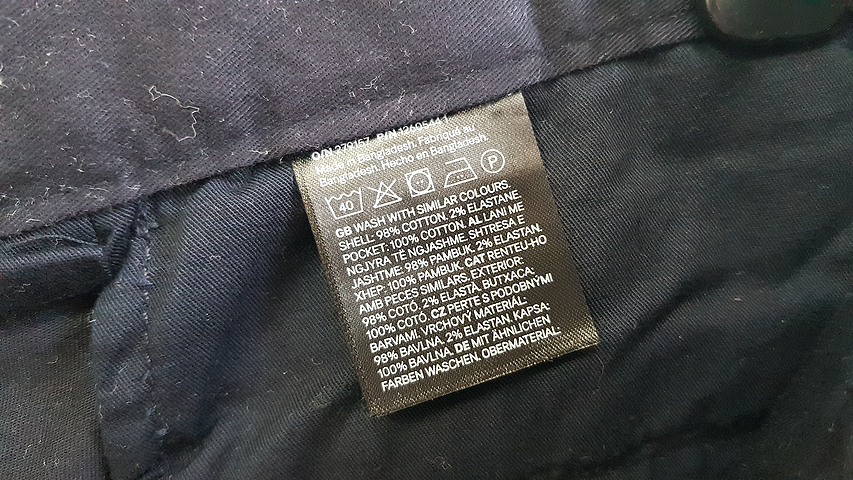 O/N 279157 P/N
Made in Bangladesh. Fabriqué au
Bangladesh. Hecho en Bangladesh.
40 P
GB WASH WITH SIMILAR COLOURS.
SHELL: 98% COTTON. 2% ELASTANE.
POCKET: 100% COTTON. AL LANI ME
NGJYRA TË NGJASHME. SHTRESA E
JASHTME: 98% PAMBUK. 2% ELASTAN.
XHEP: 100% PAMBUK. CAT RENTEU-HO
AMB PECES SIMILARS. EXTERIOR:
98% COTÓ. 2% ELASTÀ. BUTXACA:
100% COTÓ. CZ PERTE S PODOBNÝMI
BARVAMI. VRCHOVÝ MATERIÁL:
98% BAVLNA. 2% ELASTAN. KAPSA:
100% BAVLNA. DE MIT ÄHNLICHEN
FARBEN WASCHEN. OBERMATERIAL: